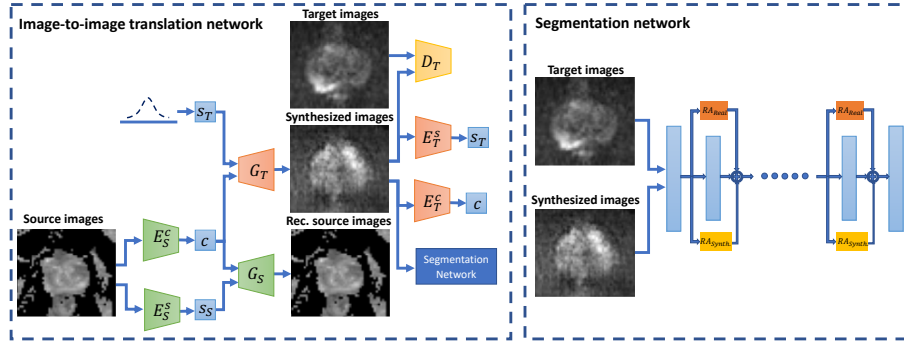 Image-to-image translation network
Target images
D_T
s_T
Synthesized images
E_T^s
s_T
G_T
E_T^c
c
Source images
Rec. source images
E_S^c
c
G_S
Segmentation
Network
E_S^s
s_S
Segmentation network
Target images
RA_Real
RA_Real
Synthesized images
RA_Synth.
RA_Synth.